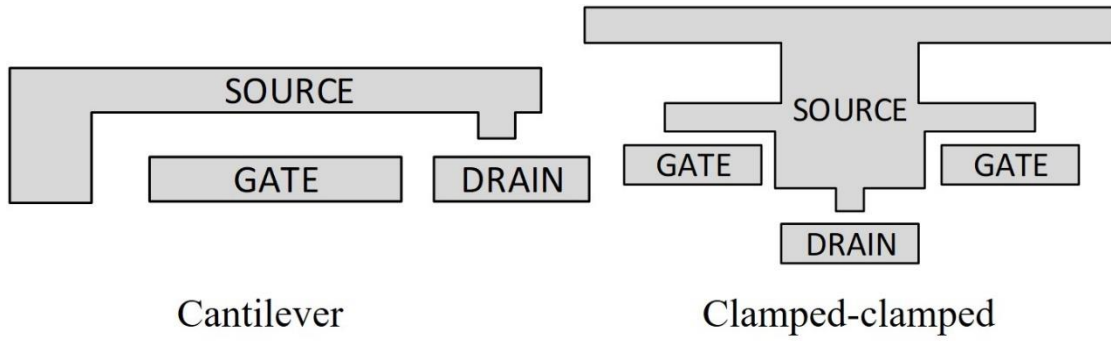 SOURCE
GATE
DRAIN
Cantilever
SOURCE
GATE
GATE
DRAIN
Clamped-clamped